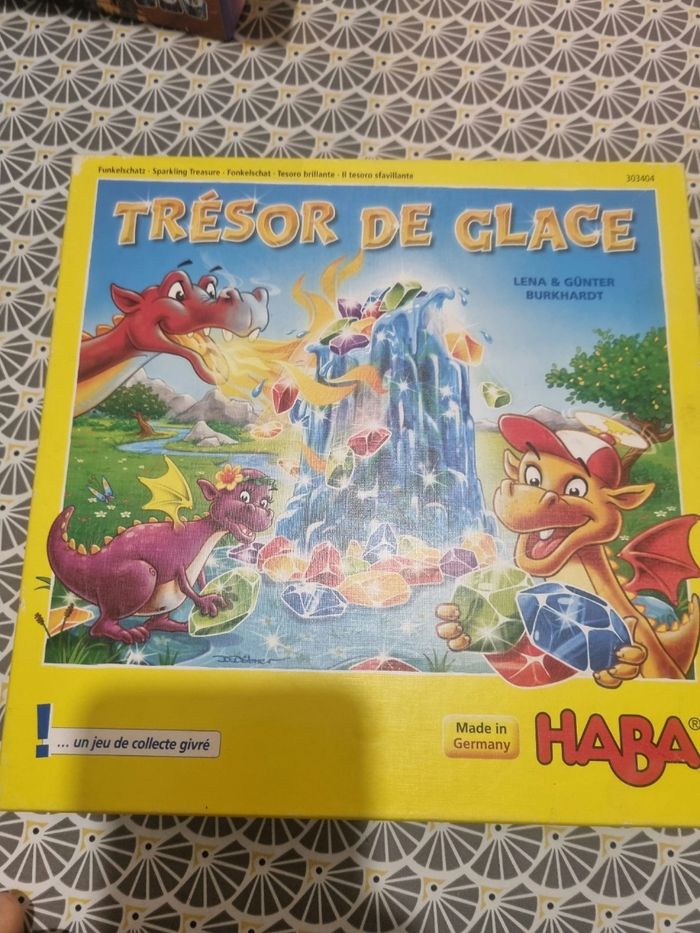 Funkelschatz · Sparkling Treasure · Fonkelschat · Tesoro brillante · Il tesoro sfavillante
303404
TRÉSOR DE GLACE
LENA & GÜNTER
BURKHARDT
... un jeu de collecte givré
Made in
Germany
HABA®